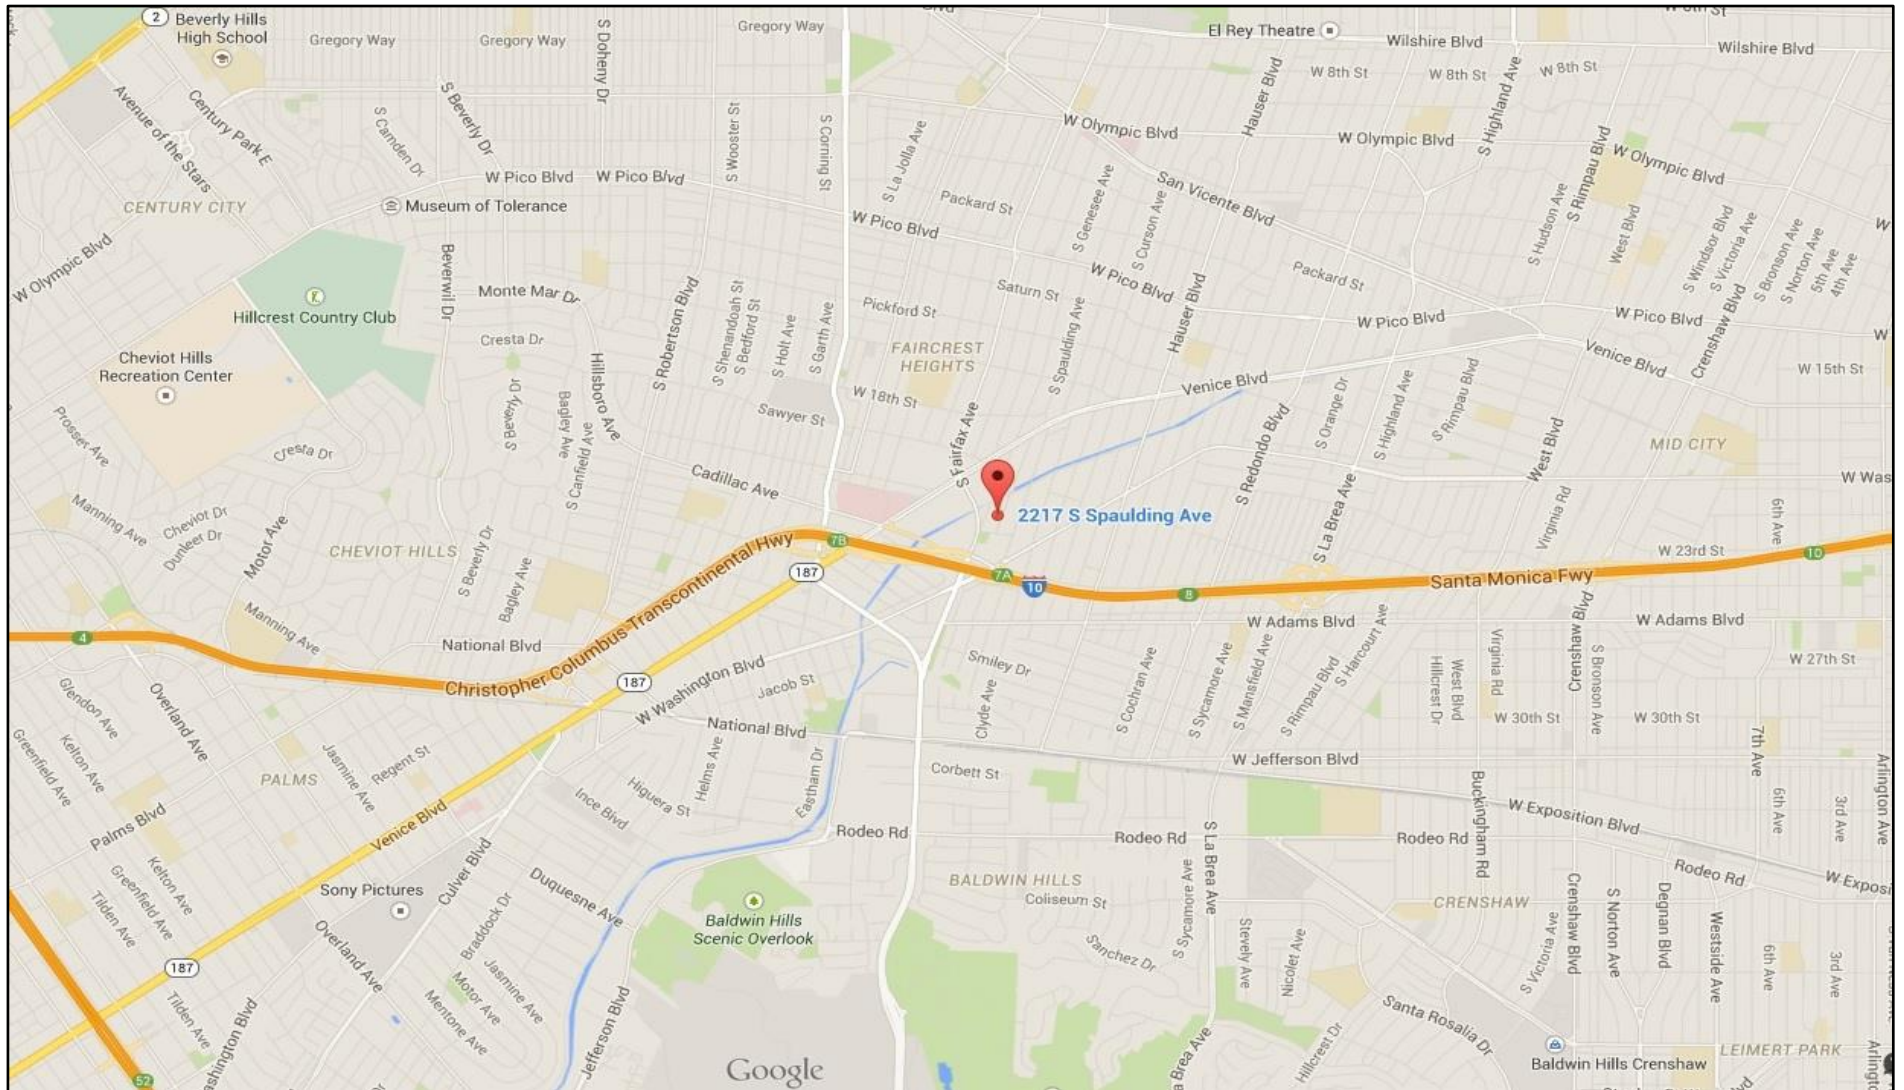 2
Beverly Hills
High School
Gregory Way
Gregory Way
S Doheny Dr
Gregory Way
El Rey Theatre
Wilshire Blvd
Wilshire Blvd
W 8th St
W 8th St
W 8th St
Hauser Blvd
S Highland Ave
Avenue of the Stars
Century Park E
S Camden Dr
S Beverly Dr
S Wooster St
S Corning St
S La Jolla Ave
W Olympic Blvd
W Olympic Blvd
W Olympic Blvd
S Rimpau Blvd
W Pico Blvd
W Pico Blvd
Museum of Tolerance
CENTURY CITY
Packard St
S Genesee Ave
S Curson Ave
San Vicente Blvd
S Hudson Ave
West Blvd
S Windsor Blvd
S Victoria Ave
S Bronson Ave
S Norton Ave
5th Ave
4th Ave
W Olympic Blvd
W Pico Blvd
Beverwil Dr
W Pico Blvd
Packard St
Hillcrest Country Club
Monte Mar Dr
Saturn St
Pickford St
Hauser Blvd
W Pico Blvd
W Pico Blvd
Crenshaw Blvd
Cheviot Hills
Recreation Center
Cresta Dr
Hillsboro Ave
S Robertson Blvd
S Shenandoah St
S Bedford St
S Holt Ave
S Garth Ave
FAIRCREST
HEIGHTS
S Spaulding Ave
Venice Blvd
Venice Blvd
W 15th St
W 18th St
Sawyer St
S Beverly Dr
Bagley Ave
S Canfield Ave
Prosser Ave
Cresta Dr
Cadillac Ave
S Fairfax Ave
S Redondo Blvd
S Orange Dr
S Highland Ave
S Rimpau Blvd
West Blvd
MID CITY
W Was
Manning Ave
Cheviot Dr
Dunleer Dr
Motor Ave
CHEVIOT HILLS
S Beverly Dr
Bagley Ave
2217 S Spaulding Ave
S La Brea Ave
Virginia Rd
6th Ave
W 23rd St
10
7B
187
7A
10
8
Santa Monica Fwy
Christopher Columbus Transcontinental Hwy
4
Manning Ave
National Blvd
187
W Washington Blvd
Jacob St
National Blvd
Smiley Dr
Clyde Ave
S Cochran Ave
S Sycamore Ave
S Mansfield Ave
S Rimpau Blvd
S Harcourt Ave
W Adams Blvd
W Adams Blvd
Hillcrest Dr
West Blvd
Virginia Rd
Crenshaw Blvd
S Bronson Ave
W 27th St
W 30th St
W 30th St
Glendon Ave
Overland Ave
Kelton Ave
Greenfield Ave
PALMS
Jasmine Ave
Regent St
Helms Ave
Higuera St
Ince Blvd
Eastham Dr
Corbett St
W Jefferson Blvd
7th Ave
Arlington Ave
6th Ave
3rd Ave
Buckingham Rd
W Exposition Blvd
Palms Blvd
Venice Blvd
Culver Blvd
Rodeo Rd
Rodeo Rd
S La Brea Ave
Rodeo Rd
Rodeo Rd
W Exposi
Kelton Ave
Greenfield Ave
Tilden Ave
Sony Pictures
Duquesne Ave
Braddock Dr
Baldwin Hills
Scenic Overlook
BALDWIN HILLS
Coliseum St
S Sycamore Ave
Sanchez Dr
Stevely Ave
Nicolet Ave
CRENSHAW
S Victoria Ave
Crenshaw Blvd
S Norton Ave
Degnan Blvd
Westside Ave
6th Ave
3rd Ave
187
Overland Ave
Tilden Ave
Jasmine Ave
Motor Ave
Mentone Ave
Jefferson Blvd
Santa Rosalia Dr
Hillcrest Dr
Brea Ave
52
ashington Blvd
Google
Baldwin Hills Crenshaw
LEIMERT PARK